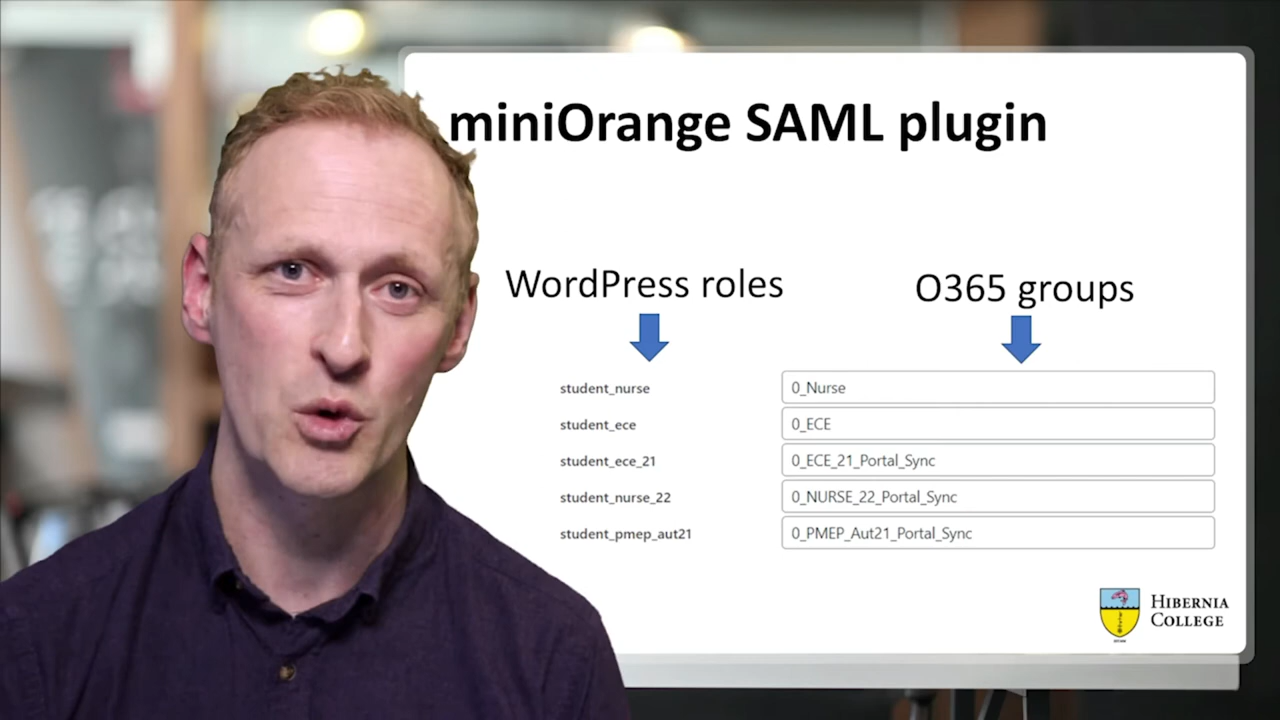 miniOrange SAML plugin
WordPress roles
O365 groups
student_nurse
0_Nurse
student_ece
0_ECE
student_ece_21
0_ECE_21_Portal_Sync
student_nurse_22
0_NURSE_22_Portal_Sync
student_pmep_aut21
0_PMEP_Aut21_Portal_Sync
HIBERNIA
COLLEGE